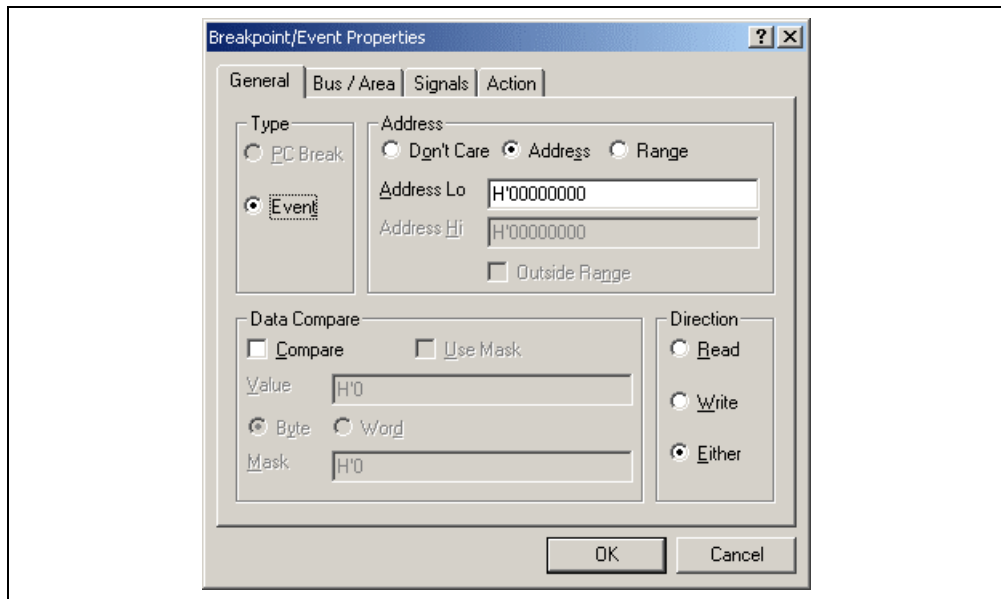 Breakpoint/Event Properties
General Bus / Area Signals Action
Type
PC Break
Event
Address
Don't Care Address Range
Address Lo H'00000000
Address Hi H'00000000
Outside Range
Data Compare
Compare Use Mask
Value H'0
Byte Word
Mask H'0
Direction
Read
Write
Either
OK Cancel